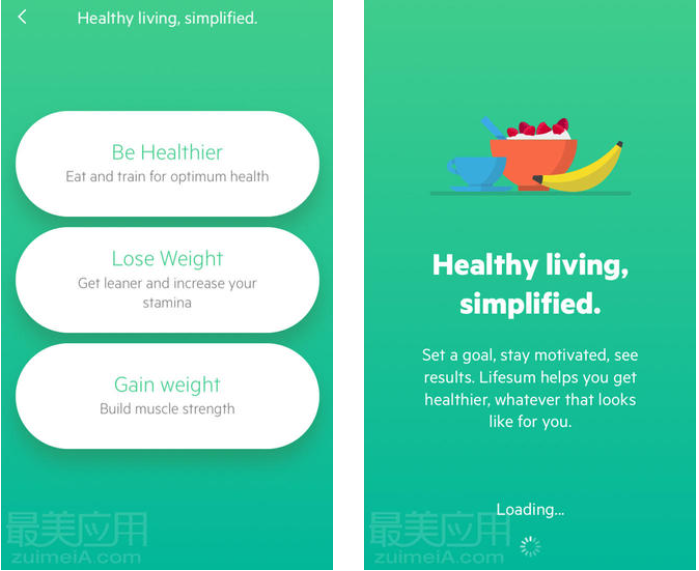 Healthy living, simplified.
Be Healthier
Eat and train for optimum health
Lose Weight
Get leaner and increase your
stamina
Gain weight
Build muscle strength
最美应用
zuimeiA.com
Healthy living,
simplified.
Set a goal, stay motivated, see
results. Lifesum helps you get
healthier, whatever that looks
like for you.
Loading...
最美应用
zuimeiA.com